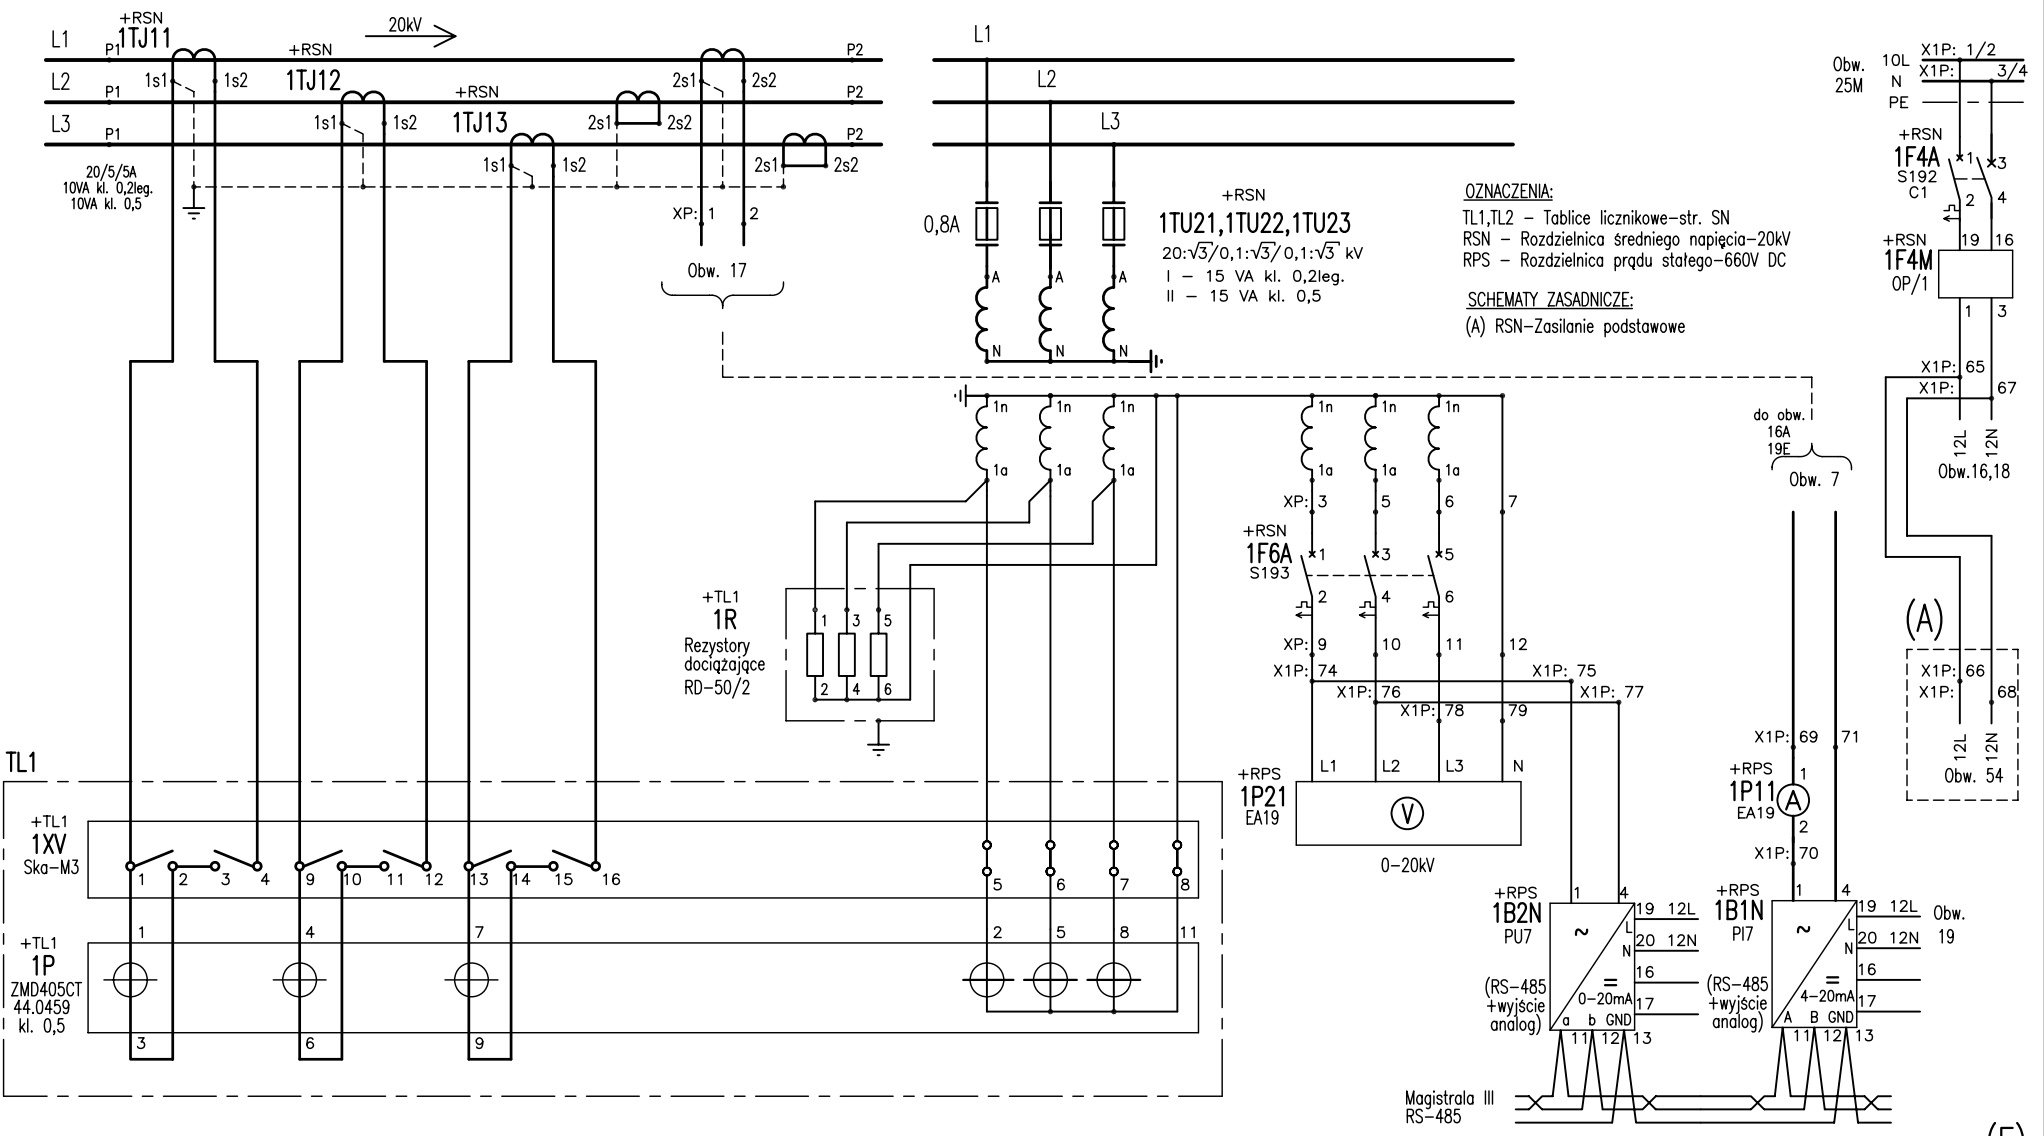 +RSN
1TJ11
20kV
L1
P1
1s1
1s2
+RSN
1TJ12
2s1
2s2
P2
L2
P1
1s1
1s2
+RSN
1TJ13
2s1
2s2
P2
L3
P1
1s1
1s2
2s1
2s2
P2
20/5/5A
10VA kl. 0,2leg.
10VA kl. 0,5
XP: 1 2
Obw. 17
L1
L2
L3
0,8A
A A A
N N N
+RSN
1TU21,1TU22,1TU23
20:√3/0,1:√3/0,1:√3 kV
I – 15 VA kl. 0,2leg.
II – 15 VA kl. 0,5
OZNACZENIA:
TL1,TL2 – Tablice licznikowe–str. SN
RSN – Rozdzielnica średniego napięcia–20kV
RPS – Rozdzielnica prądu stałego–660V DC
SCHEMATY ZASADNICZE:
(A) RSN–Zasilanie podstawowe
Obw.
25M
10L
N
PE
X1P: 1/2
X1P: 3/4
+RSN
1F4A
S192
C1
1 3
2 4
+RSN
1F4M
OP/1
19 16
1 3
X1P: 65
X1P: 67
12L 12N
Obw.16,18
(A)
X1P: 66
X1P: 68
12L 12N
Obw. 54
do obw.
16A
19E
Obw. 7
1n 1n 1n
1a 1a 1a
1n 1n 1n
1a 1a 1a
XP: 3 5 6 7
+RSN
1F6A
S193
1 3 5
2 4 6
XP: 9 10 11 12
X1P: 74
X1P: 75
X1P: 76
X1P: 77
X1P: 78
79
+TL1
1R
Rezystory
dociążające
RD–50/2
1 3 5
2 4 6
L1 L2 L3 N
+RPS
1P21
EA19
V
0–20kV
X1P: 69 71
+RPS
1P11
EA19
1
A
2
X1P: 70
TL1
+TL1
1XV
Ska–M3
1 2 3 4 9 10 11 12 13 14 15 16 5 6 7 8
+TL1
1P
ZMD405CT
44.0459
kl. 0,5
1 4 7 2 5 8 11
3 6 9
+RPS
1B2N
PU7
(RS–485
+wyjście
analog)
1 4
19 12L
L
20 12N
N
16
17
~
=
0–20mA
a b GND
11 12 13
+RPS
1B1N
PI7
(RS–485
+wyjście
analog)
1 4
19 12L
L
20 12N
N
16
17
~
=
4–20mA
A B GND
11 12 13
Obw.
19
Magistrala III
RS–485